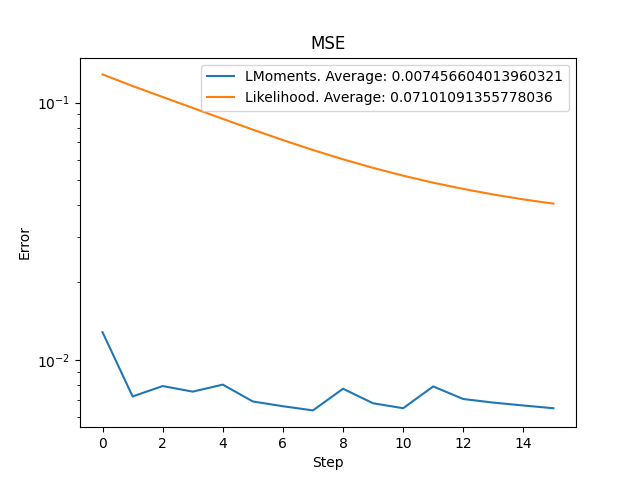 MSE
LMoments. Average: 0.007456604013960321
Likelihood. Average: 0.07101091355778036
10⁻¹
10⁻²
Error
0 2 4 6 8 10 12 14
Step